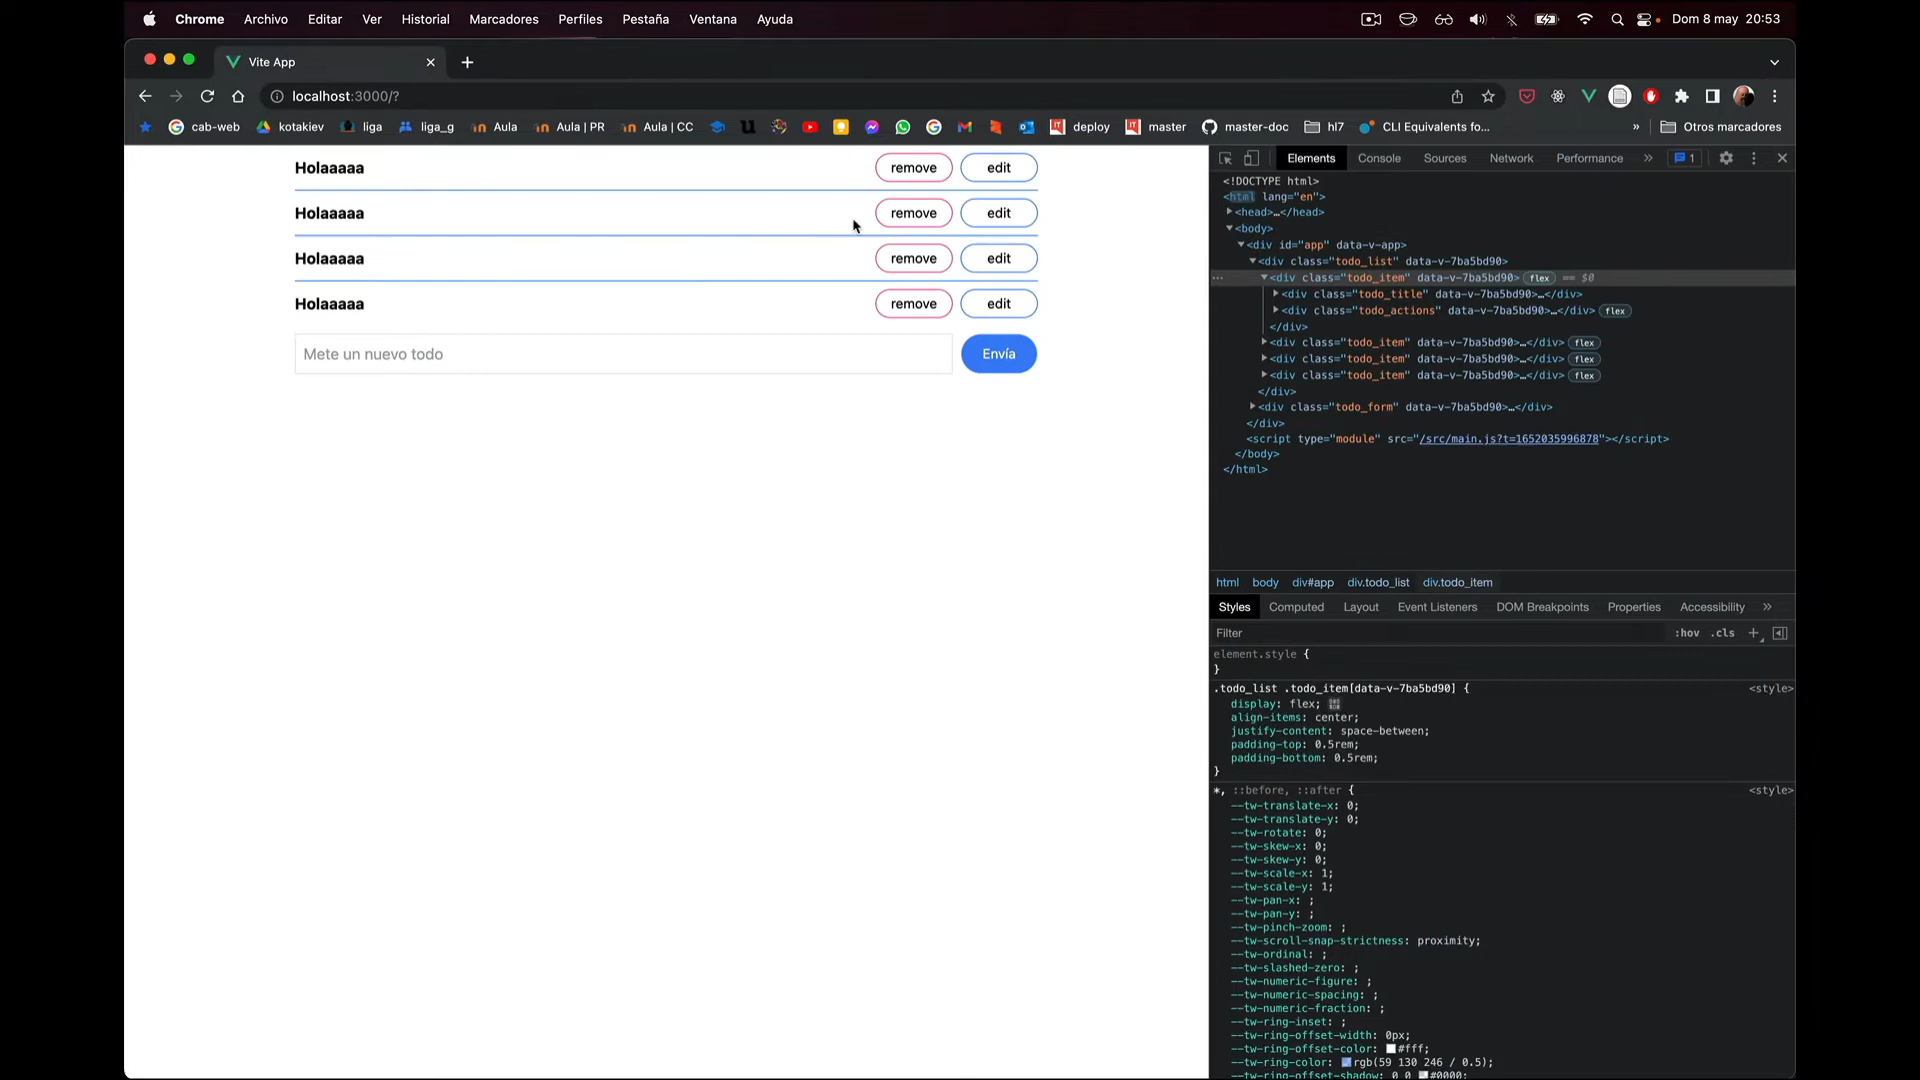 Chrome Archivo Editar Ver Historial Marcadores Perfiles Pestaña Ventana Ayuda Dom 8 may 20:53
Vite App
localhost:3000/?
cab-web kotakiev liga liga_g Aula Aula | PR Aula | CC deploy master master-doc hl7 CLI Equivalents fo... » Otros marcadores
Holaaaaa remove edit
Holaaaaa remove edit
Holaaaaa remove edit
Holaaaaa remove edit
Mete un nuevo todo Envía
Elements Console Sources Network Performance » 1
<!DOCTYPE html>
<html lang="en">
<head>…</head>
<body>
<div id="app" data-v-app>
<div class="todo_list" data-v-7ba5bd90>
… <div class="todo_item" data-v-7ba5bd90> flex == $0
<div class="todo_title" data-v-7ba5bd90>…</div>
<div class="todo_actions" data-v-7ba5bd90>…</div> flex
</div>
<div class="todo_item" data-v-7ba5bd90>…</div> flex
<div class="todo_item" data-v-7ba5bd90>…</div> flex
<div class="todo_item" data-v-7ba5bd90>…</div> flex
</div>
<div class="todo_form" data-v-7ba5bd90>…</div>
</div>
<script type="module" src="/src/main.js?t=1652035996878"></script>
</body>
</html>
html body div#app div.todo_list div.todo_item
Styles Computed Layout Event Listeners DOM Breakpoints Properties Accessibility »
Filter :hov .cls +
element.style {
}
.todo_list .todo_item[data-v-7ba5bd90] { <style>
display: flex;
align-items: center;
justify-content: space-between;
padding-top: 0.5rem;
padding-bottom: 0.5rem;
}
*, ::before, ::after { <style>
--tw-translate-x: 0;
--tw-translate-y: 0;
--tw-rotate: 0;
--tw-skew-x: 0;
--tw-skew-y: 0;
--tw-scale-x: 1;
--tw-scale-y: 1;
--tw-pan-x: ;
--tw-pan-y: ;
--tw-pinch-zoom: ;
--tw-scroll-snap-strictness: proximity;
--tw-ordinal: ;
--tw-slashed-zero: ;
--tw-numeric-figure: ;
--tw-numeric-spacing: ;
--tw-numeric-fraction: ;
--tw-ring-inset: ;
--tw-ring-offset-width: 0px;
--tw-ring-offset-color: #fff;
--tw-ring-color: rgb(59 130 246 / 0.5);
--tw-ring-offset-shadow: 0 0 #0000;